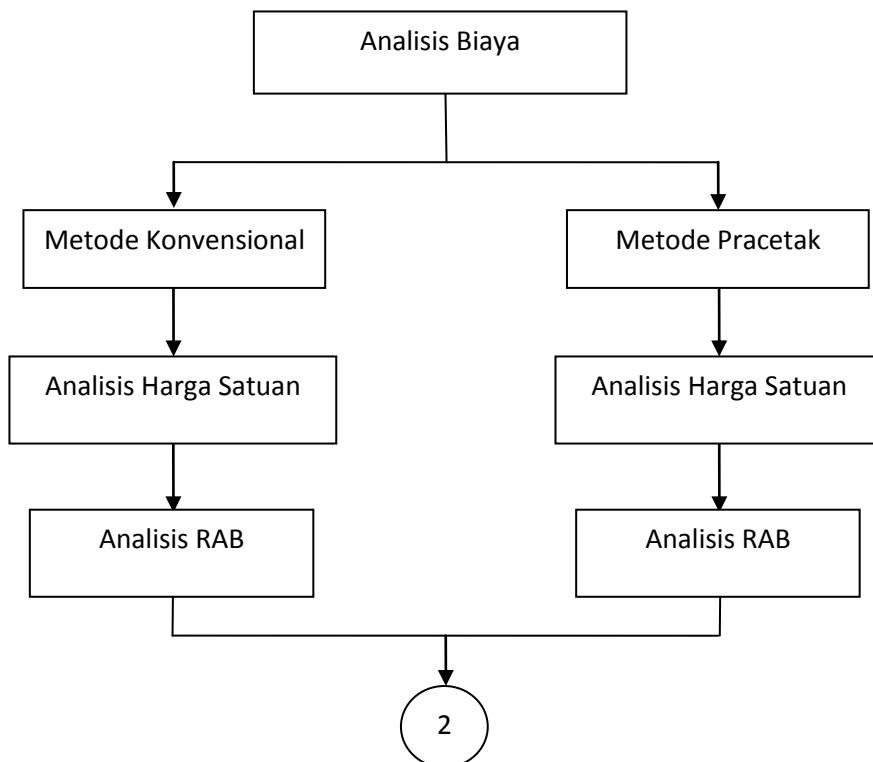 Analisis Biaya
Metode Konvensional
Metode Pracetak
Analisis Harga Satuan
Analisis Harga Satuan
Analisis RAB
Analisis RAB
2